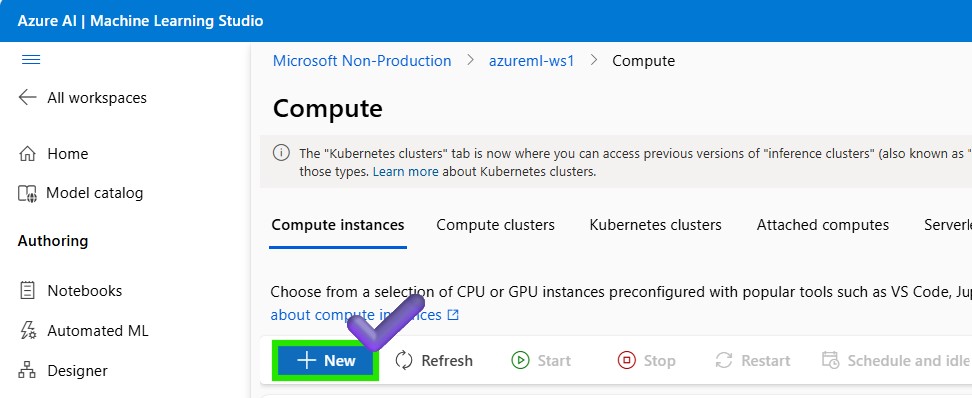 Azure AI | Machine Learning Studio
All workspaces
Home
Model catalog
Authoring
Notebooks
Automated ML
Designer
Microsoft Non-Production > azureml-ws1 > Compute
Compute
The "Kubernetes clusters" tab is now where you can access previous versions of "inference clusters" (also known as "
those types. Learn more about Kubernetes clusters.
Compute instances Compute clusters Kubernetes clusters Attached computes Serverle
Choose from a selection of CPU or GPU instances preconfigured with popular tools such as VS Code, Jup
about compute instances
New Refresh Start Stop Restart Schedule and idle